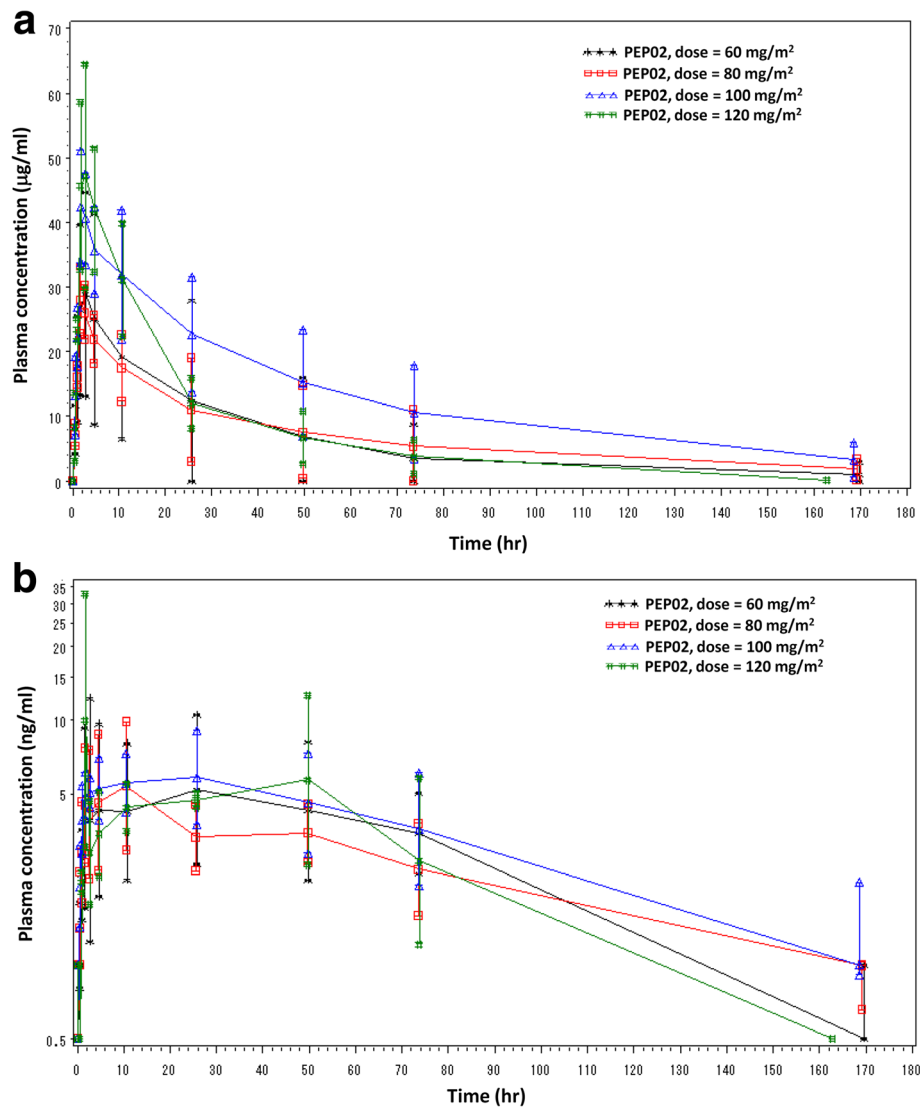 a
70
60
50
40
30
20
10
0
Plasma concentration (µg/ml)
PEP02, dose = 60 mg/m²
PEP02, dose = 80 mg/m²
PEP02, dose = 100 mg/m²
PEP02, dose = 120 mg/m²
0 10 20 30 40 50 60 70 80 90 100 110 120 130 140 150 160 170 180
Time (hr)
b
35
30
25
20
15
10
5
0.5
Plasma concentration (ng/ml)
PEP02, dose = 60 mg/m²
PEP02, dose = 80 mg/m²
PEP02, dose = 100 mg/m²
PEP02, dose = 120 mg/m²
0 10 20 30 40 50 60 70 80 90 100 110 120 130 140 150 160 170 180
Time (hr)